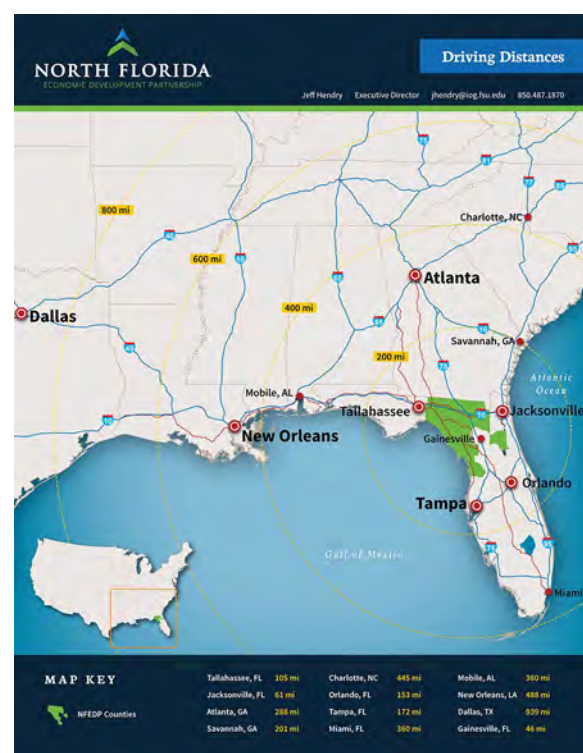 NORTH FLORIDA
ECONOMIC DEVELOPMENT PARTNERSHIP
Driving Distances
Jeff Hendry Executive Director jhendry@iog.fsu.edu 850.487.1870
800 mi
600 mi
400 mi
200 mi
Charlotte, NC
Atlanta
Dallas
Savannah, GA
Atlantic
Ocean
Mobile, AL
Tallahassee
Jacksonville
New Orleans
Gainesville
Orlando
Tampa
Gulf of Mexico
Miami
MAP KEY
NFEDP Counties
Tallahassee, FL 105 mi
Jacksonville, FL 61 mi
Atlanta, GA 288 mi
Savannah, GA 201 mi
Charlotte, NC 445 mi
Orlando, FL 153 mi
Tampa, FL 172 mi
Miami, FL 360 mi
Mobile, AL 360 mi
New Orleans, LA 488 mi
Dallas, TX 939 mi
Gainesville, FL 46 mi